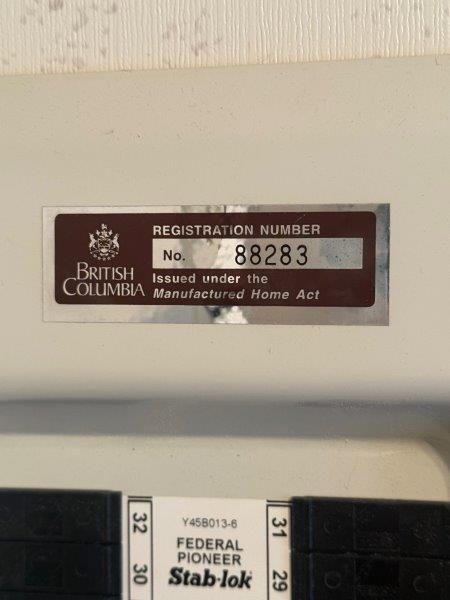 REGISTRATION NUMBER
No. 88283
BRITISH
COLUMBIA
Issued under the
Manufactured Home Act
32
30
Y45B013-6
FEDERAL
PIONEER
Stab-lok
31
29